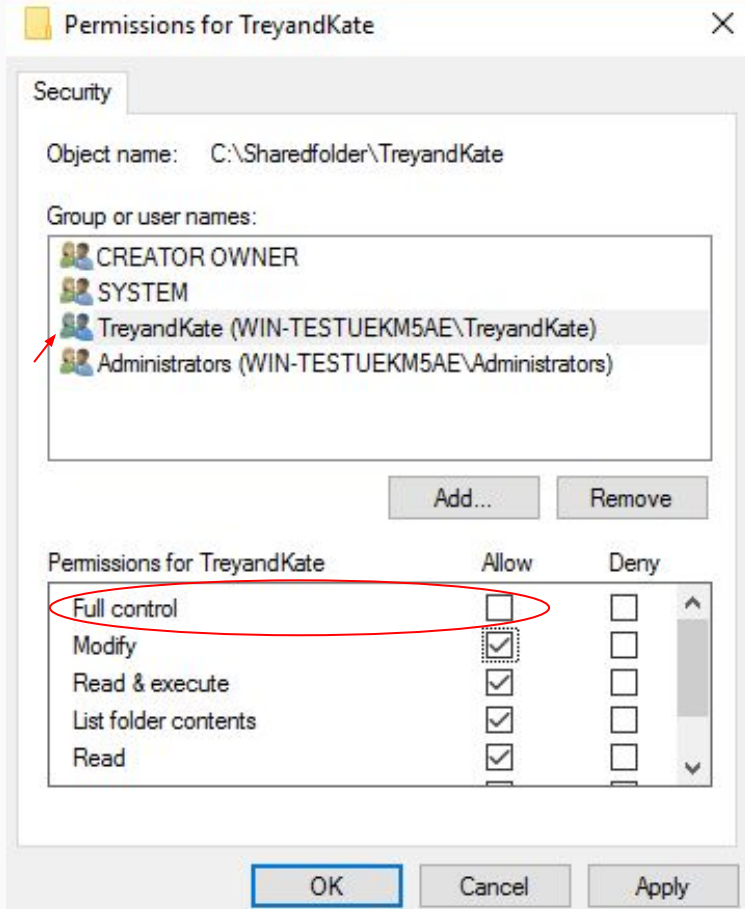 Permissions for TreyandKate
Security
Object name: C:\Sharedfolder\TreyandKate
Group or user names:
CREATOR OWNER
SYSTEM
TreyandKate (WIN-TESTUEKM5AE\TreyandKate)
Administrators (WIN-TESTUEKM5AE\Administrators)
Add... Remove
Permissions for TreyandKate Allow Deny
Full control
Modify
Read & execute
List folder contents
Read
OK Cancel Apply